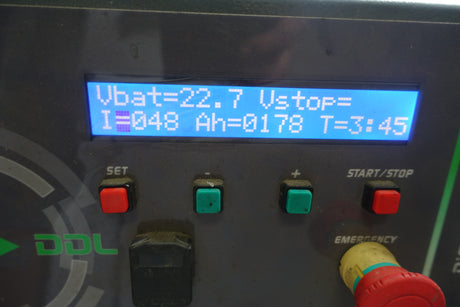 Vbat=22.7 Vstop=
I=048 Ah=0178 T=3:45
SET - + START/STOP
DDL
EMERGENCY